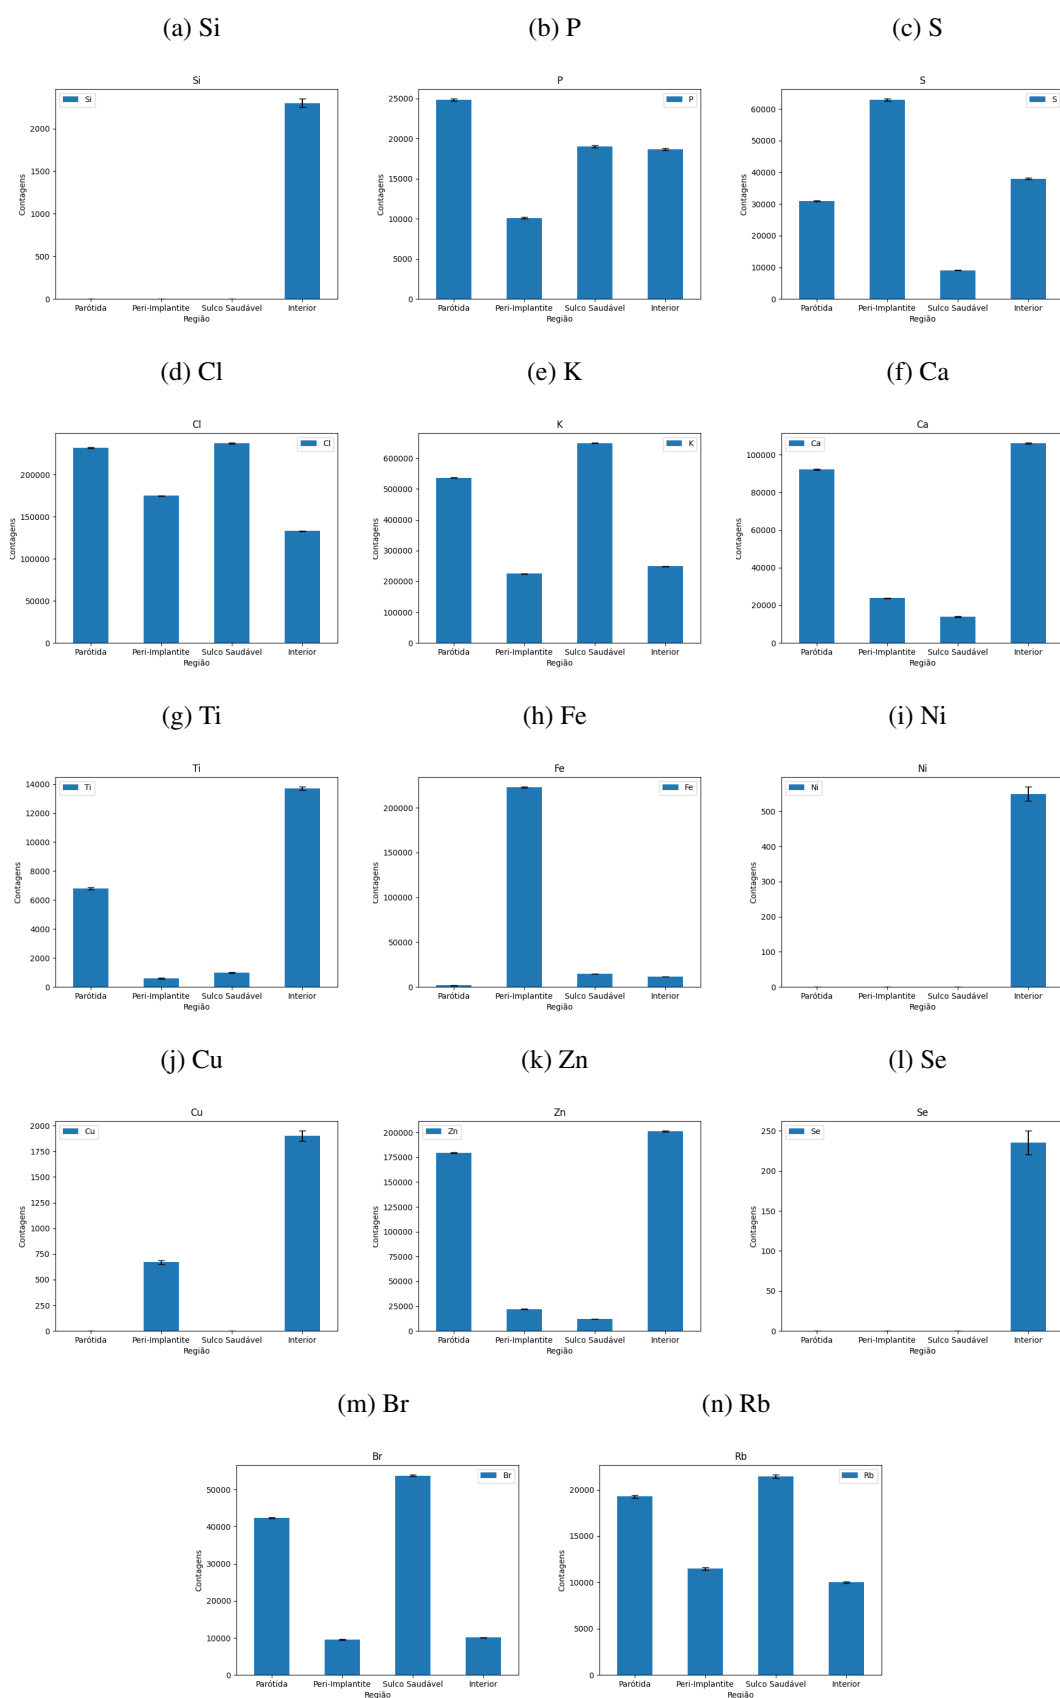 (a) Si
(b) P
(c) S
Si
Si
Contagens
2000
1500
1000
500
0
Parótida Peri-Implantite Sulco Saudável Interior
Região
P
P
Contagens
25000
20000
15000
10000
5000
0
Parótida Peri-Implantite Sulco Saudável Interior
Região
S
S
Contagens
60000
50000
40000
30000
20000
10000
0
Parótida Peri-Implantite Sulco Saudável Interior
Região
(d) Cl
(e) K
(f) Ca
Cl
Cl
Contagens
200000
150000
100000
50000
0
Parótida Peri-Implantite Sulco Saudável Interior
Região
K
K
Contagens
600000
500000
400000
300000
200000
100000
0
Parótida Peri-Implantite Sulco Saudável Interior
Região
Ca
Ca
Contagens
100000
80000
60000
40000
20000
0
Parótida Peri-Implantite Sulco Saudável Interior
Região
(g) Ti
(h) Fe
(i) Ni
Ti
Ti
Contagens
14000
12000
10000
8000
6000
4000
2000
0
Parótida Peri-Implantite Sulco Saudável Interior
Região
Fe
Fe
Contagens
200000
150000
100000
50000
0
Parótida Peri-Implantite Sulco Saudável Interior
Região
Ni
Ni
Contagens
500
400
300
200
100
0
Parótida Peri-Implantite Sulco Saudável Interior
Região
(j) Cu
(k) Zn
(l) Se
Cu
Cu
Contagens
2000
1750
1500
1250
1000
750
500
250
0
Parótida Peri-Implantite Sulco Saudável Interior
Região
Zn
Zn
Contagens
200000
175000
150000
125000
100000
75000
50000
25000
0
Parótida Peri-Implantite Sulco Saudável Interior
Região
Se
Se
Contagens
250
200
150
100
50
0
Parótida Peri-Implantite Sulco Saudável Interior
Região
(m) Br
(n) Rb
Br
Br
Contagens
50000
40000
30000
20000
10000
0
Parótida Peri-Implantite Sulco Saudável Interior
Região
Rb
Rb
Contagens
20000
15000
10000
5000
0
Parótida Peri-Implantite Sulco Saudável Interior
Região